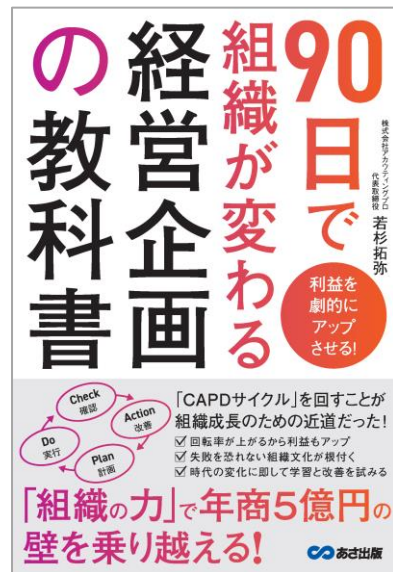 90日で
組織が変わる
経営企画
の教科書
株式会社アカウティングプロ
代表取締役 若杉拓弥
利益を
劇的に
アップ
させる!
Check
確認
Action
改善
Plan
計画
Do
実行
「CAPDサイクル」を回すことが
組織成長のための近道だった!
回転率が上がるから利益もアップ
失敗を恐れない組織文化が根付く
時代の変化に即して学習と改善を試みる
「組織の力」で年商5億円の
壁を乗り越える!
あさ出版